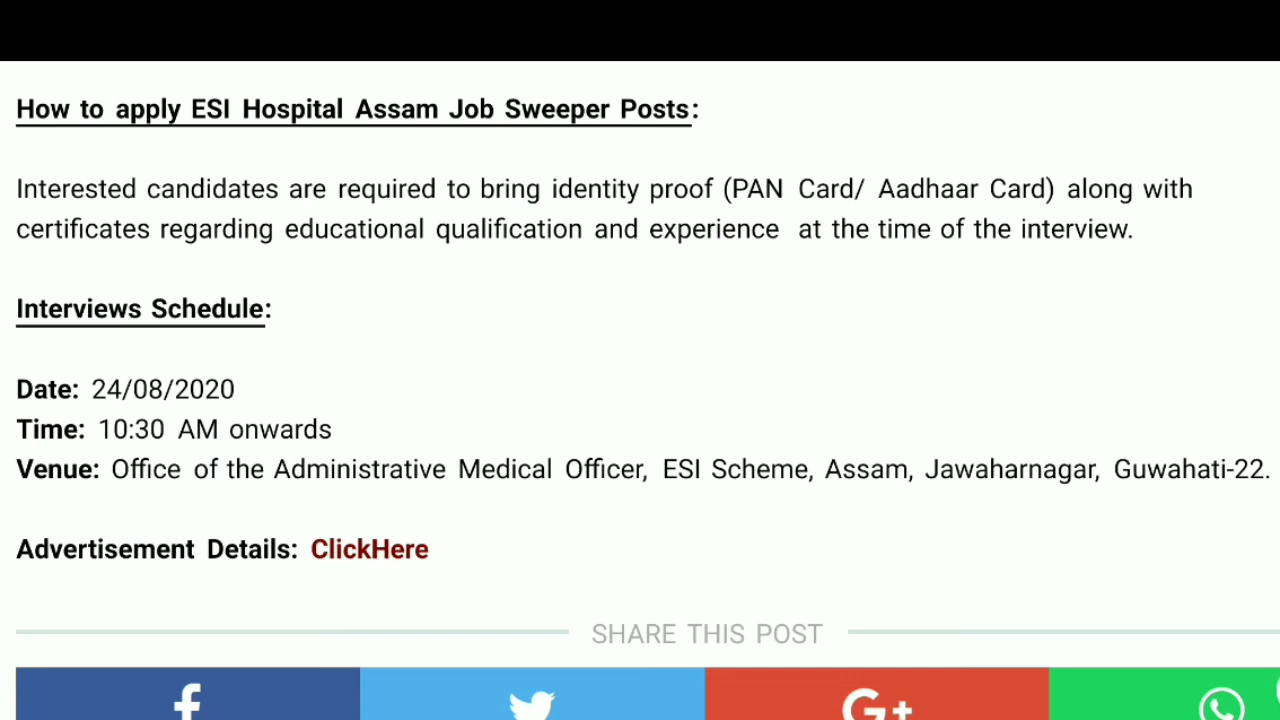 How to apply ESI Hospital Assam Job Sweeper Posts:
Interested candidates are required to bring identity proof (PAN Card/ Aadhaar Card) along with
certificates regarding educational qualification and experience at the time of the interview.
Interviews Schedule:
Date: 24/08/2020
Time: 10:30 AM onwards
Venue: Office of the Administrative Medical Officer, ESI Scheme, Assam, Jawaharnagar, Guwahati-22.
Advertisement Details: ClickHere
SHARE THIS POST
f G+